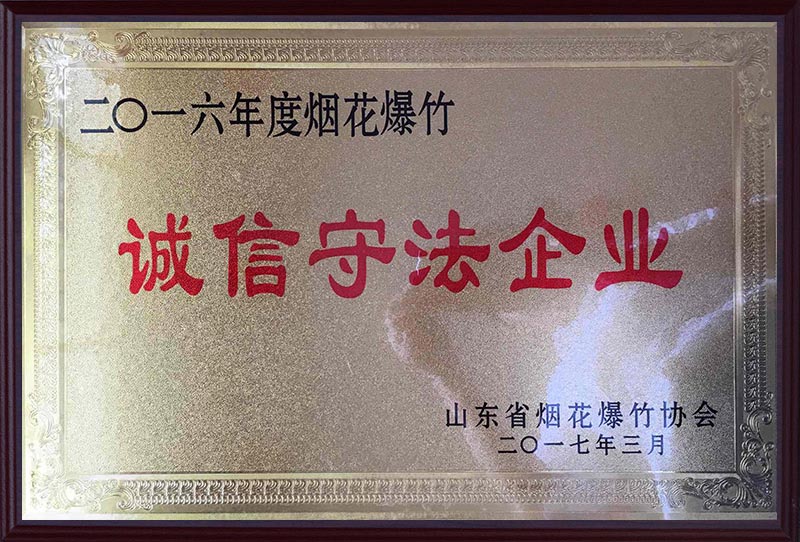 二〇一六年度烟花爆竹
诚信守法企业
山东省烟花爆竹协会
二〇一七年三月